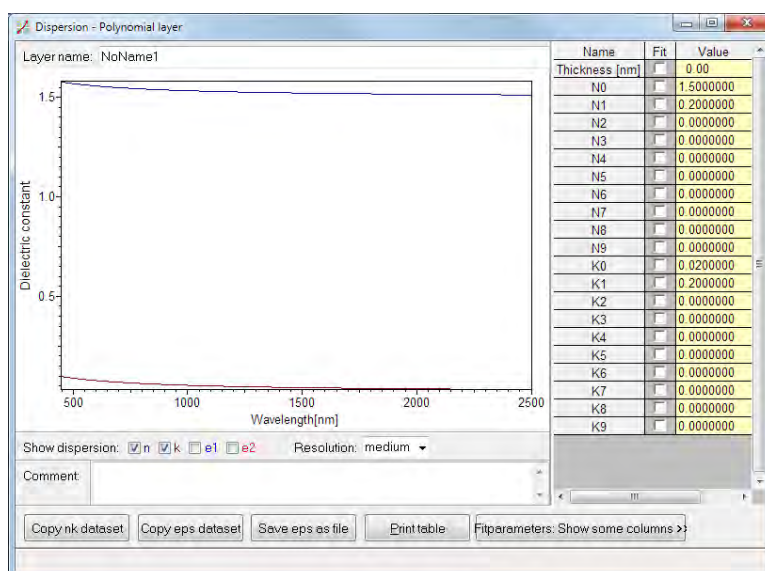 Dispersion - Polynomial layer
Layer name: NoName1
Dielectric constant
1.5
1.0
0.5
500 1000 1500 2000 2500
Wavelength[nm]
Show dispersion: n k e1 e2 Resolution: medium
Comment
Name Fit Value
Thickness [nm] 0.00
N0 1.5000000
N1 0.2000000
N2 0.0000000
N3 0.0000000
N4 0.0000000
N5 0.0000000
N6 0.0000000
N7 0.0000000
N8 0.0000000
N9 0.0000000
K0 0.0200000
K1 0.2000000
K2 0.0000000
K3 0.0000000
K4 0.0000000
K5 0.0000000
K6 0.0000000
K7 0.0000000
K8 0.0000000
K9 0.0000000
Copy nk dataset Copy eps dataset Save eps as file Print table Fitparameters: Show some columns >>